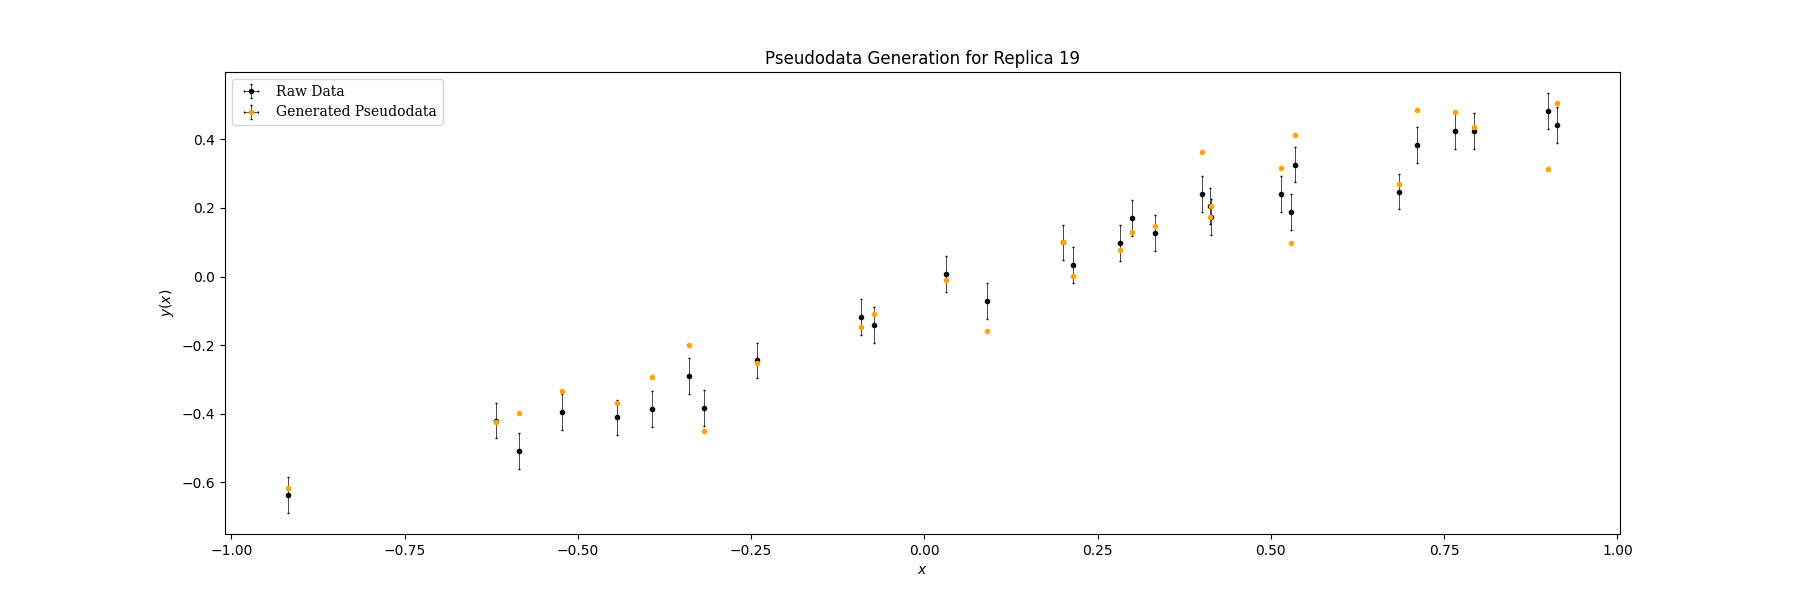 Pseudodata Generation for Replica 19
Raw Data
Generated Pseudodata
0.4
0.2
0.0
−0.2
−0.4
−0.6
y(x)
−1.00 −0.75 −0.50 −0.25 0.00 0.25 0.50 0.75 1.00
x